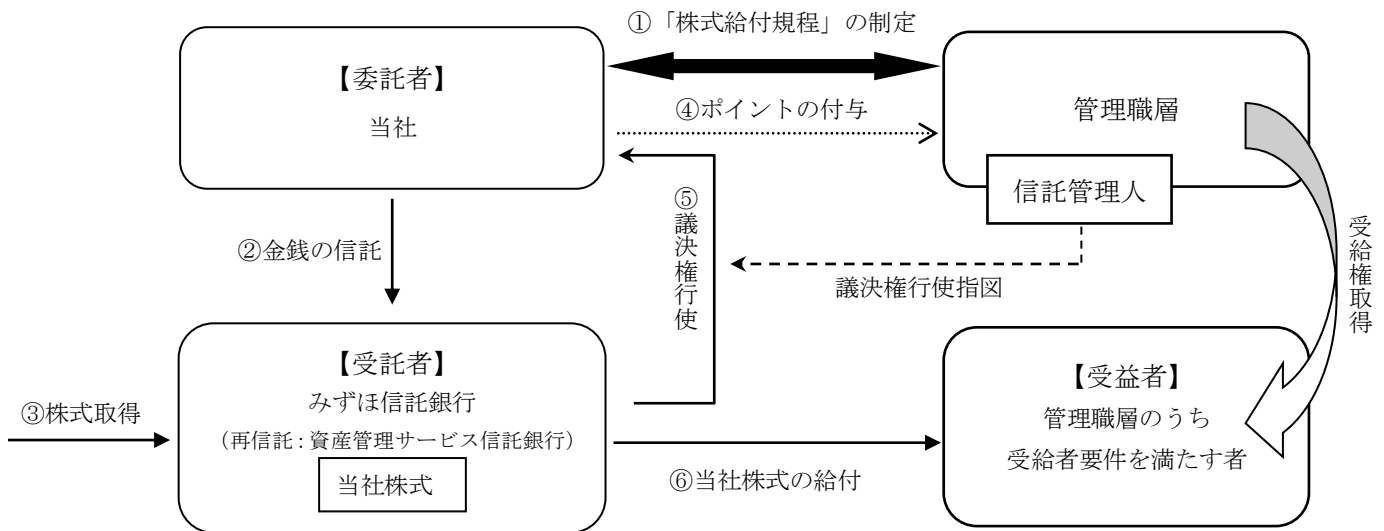 ①「株式給付規程」の制定
【委託者】
当社
④ポイントの付与
管理職層
信託管理人
②金銭の信託
⑤議決権行使
議決権行使指図
受給権取得
【受託者】
みずほ信託銀行
（再信託：資産管理サービス信託銀行）
当社株式
③株式取得
⑥当社株式の給付
【受益者】
管理職層のうち
受給者要件を満たす者